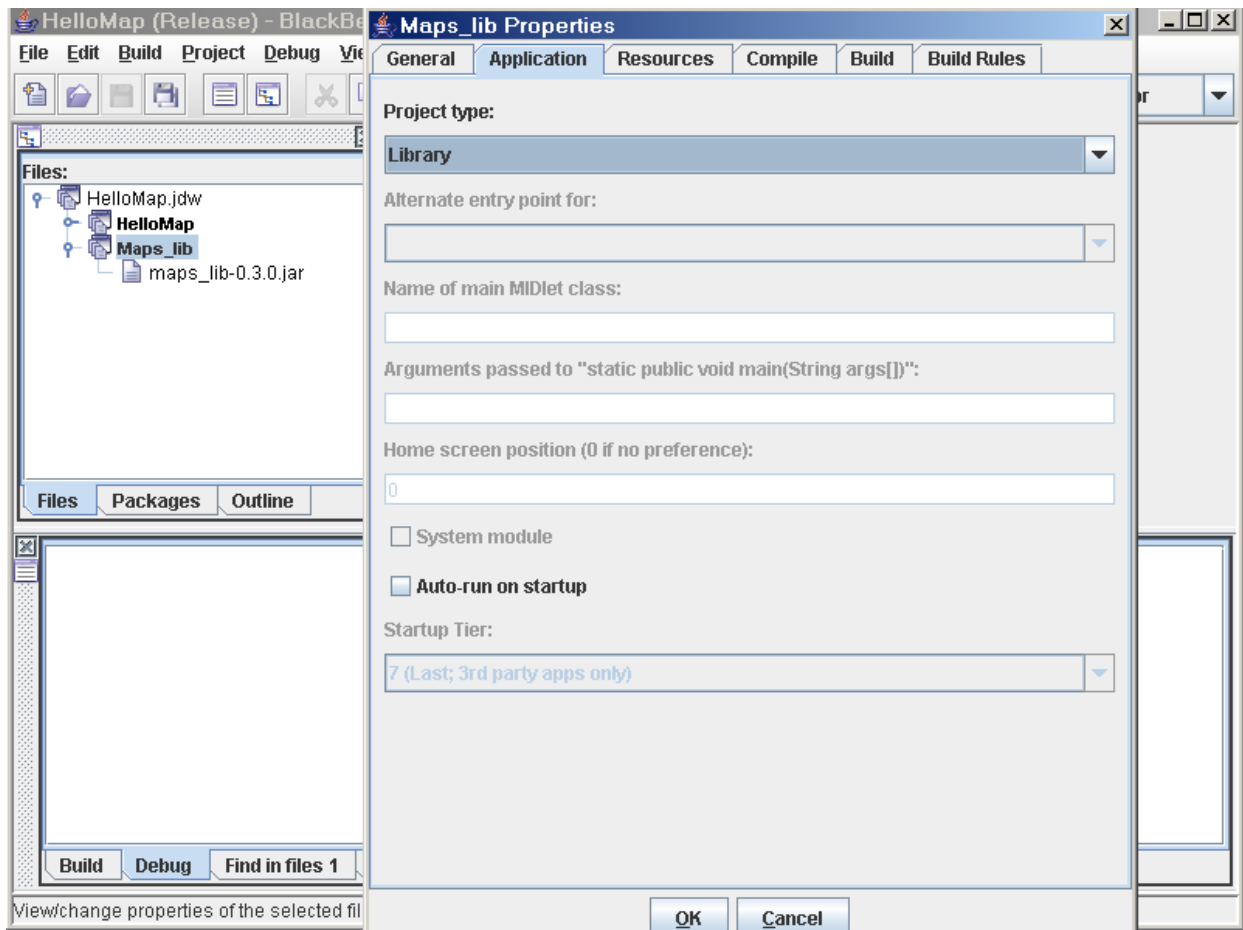 HelloMap (Release) - BlackBe
File Edit Build Project Debug Vie
Files:
HelloMap.jdw
HelloMap
Maps_lib
maps_lib-0.3.0.jar
Files Packages Outline
Build Debug Find in files 1
View/change properties of the selected fil
Maps_lib Properties
General Application Resources Compile Build Build Rules
Project type:
Library
Alternate entry point for:
Name of main MIDlet class:
Arguments passed to "static public void main(String args[])":
Home screen position (0 if no preference):
0
System module
Auto-run on startup
Startup Tier:
7 (Last; 3rd party apps only)
OK Cancel
or